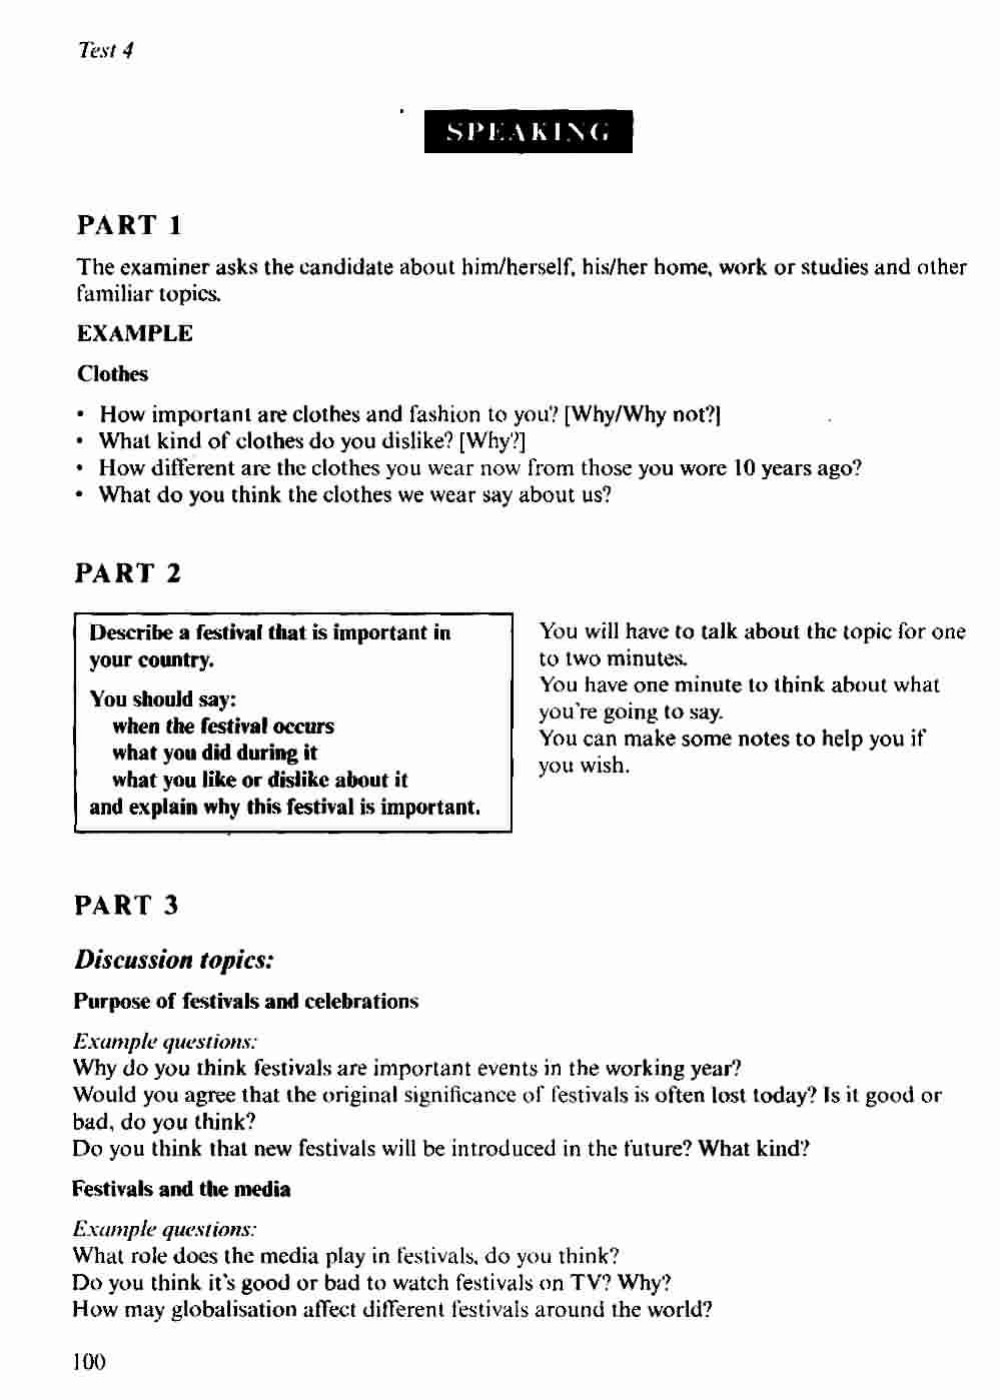 Test 4
SPEAKING
PART 1
The examiner asks the candidate about him/herself, his/her home, work or studies and other
familiar topics.
EXAMPLE
Clothes
• How important are clothes and fashion to you? [Why/Why not?]
• What kind of clothes do you dislike? [Why?]
• How different are the clothes you wear now from those you wore 10 years ago?
• What do you think the clothes we wear say about us?
PART 2
Describe a festival that is important in
your country.
You should say:
when the festival occurs
what you did during it
what you like or dislike about it
and explain why this festival is important.
You will have to talk about the topic for one
to two minutes.
You have one minute to think about what
you're going to say.
You can make some notes to help you if
you wish.
PART 3
Discussion topics:
Purpose of festivals and celebrations
Example questions:
Why do you think festivals are important events in the working year?
Would you agree that the original significance of festivals is often lost today? Is it good or
bad, do you think?
Do you think that new festivals will be introduced in the future? What kind?
Festivals and the media
Example questions:
What role does the media play in festivals, do you think?
Do you think it's good or bad to watch festivals on TV? Why?
How may globalisation affect different festivals around the world?
100